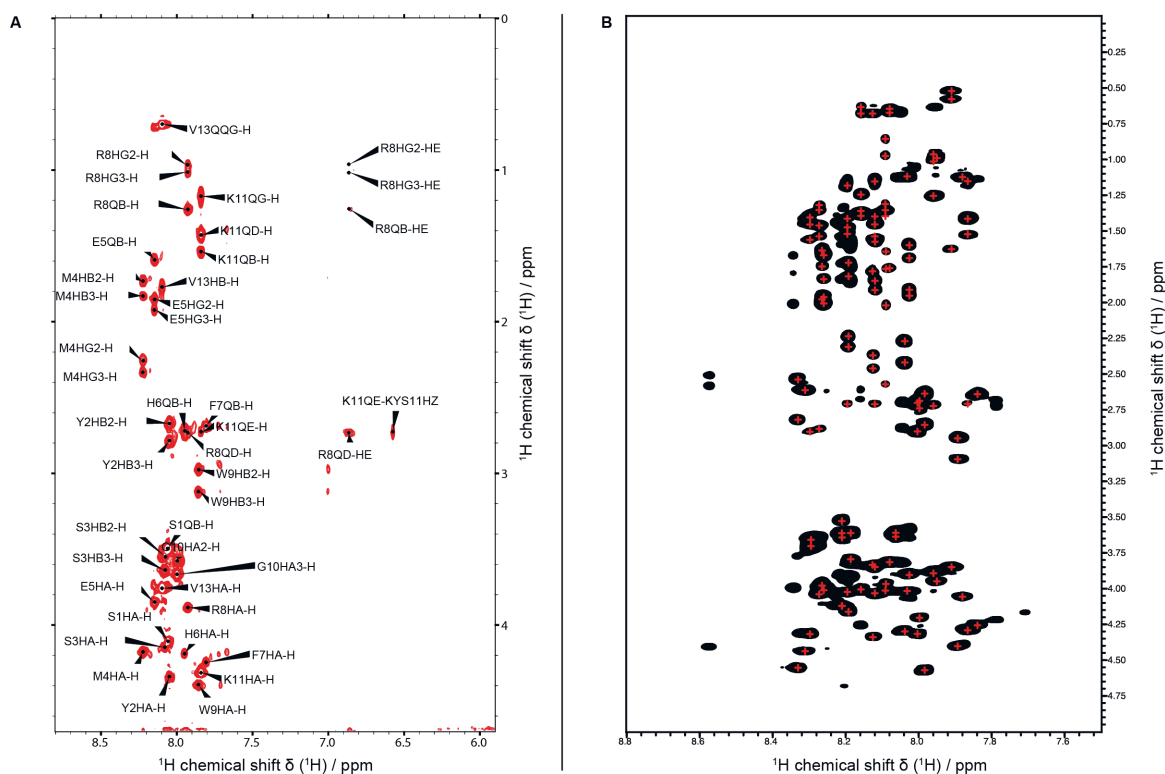 A
B
0
1
2
3
4
8.5
8.0
7.0
6.5
6.0
¹H chemical shift δ (¹H) / ppm
¹H chemical shift δ (¹H) / ppm
V13QQG-H
R8HG2-H
R8HG3-H
R8HG2-HE
R8HG3-HE
K11QG-H
R8QB-H
R8QB-HE
K11QD-H
E5QB-H
K11QB-H
M4HB2-H
V13HB-H
M4HB3-H
E5HG2-H
E5HG3-H
M4HG2-H
M4HG3-H
H6QB-H
F7QB-H
K11QE-KYS11HZ
Y2HB2-H
K11QE-H
R8QD-H
R8QD-HE
Y2HB3-H
W9HB2-H
W9HB3-H
S3HB2-H
S1QB-H
G10HA2-H
S3HB3-H
G10HA3-H
E5HA-H
V13HA-H
S1HA-H
R8HA-H
S3HA-H
H6HA-H
F7HA-H
M4HA-H
K11HA-H
Y2HA-H
W9HA-H
0.25
0.50
0.75
1.00
1.25
1.50
1.75
2.00
2.25
2.50
2.75
3.00
3.25
3.50
3.75
4.00
4.25
4.50
4.75
8.8
8.4
8.2
8.0
7.8
7.6
¹H chemical shift δ (¹H) / ppm
¹H chemical shift δ (¹H) / ppm